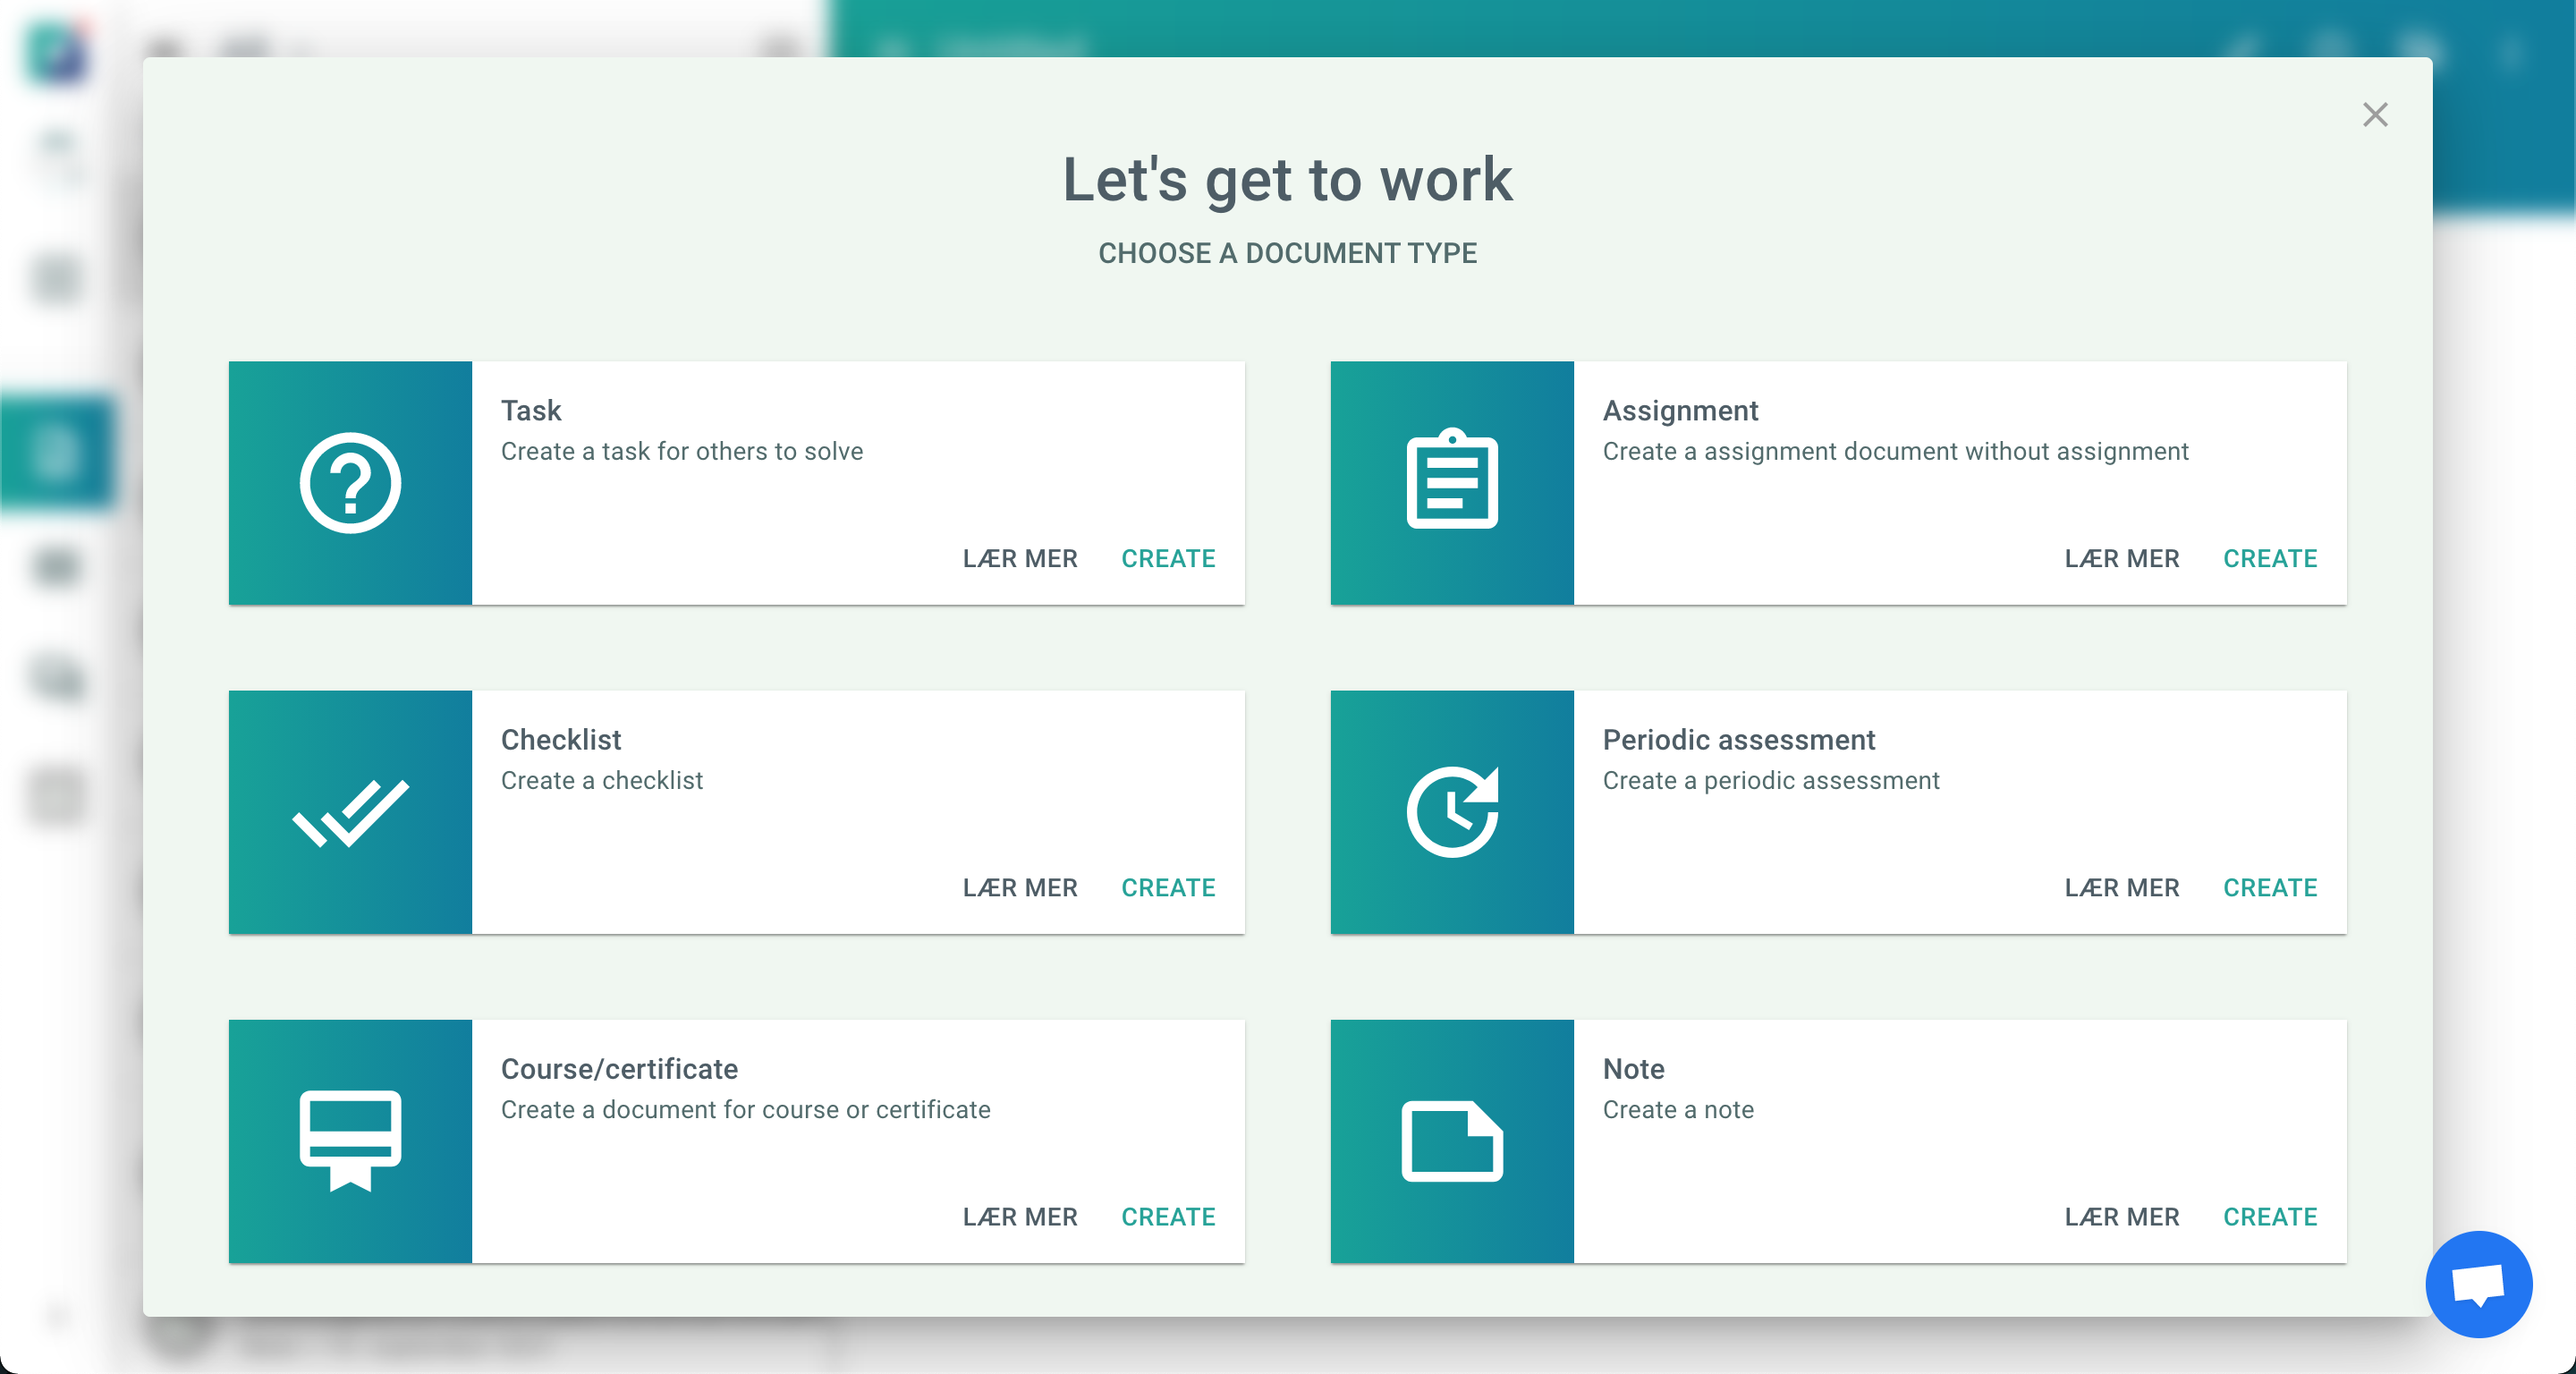 Let's get to work
CHOOSE A DOCUMENT TYPE
Task
Create a task for others to solve
LÆR MER CREATE
Assignment
Create a assignment document without assignment
LÆR MER CREATE
Checklist
Create a checklist
LÆR MER CREATE
Periodic assessment
Create a periodic assessment
LÆR MER CREATE
Course/certificate
Create a document for course or certificate
LÆR MER CREATE
Note
Create a note
LÆR MER CREATE